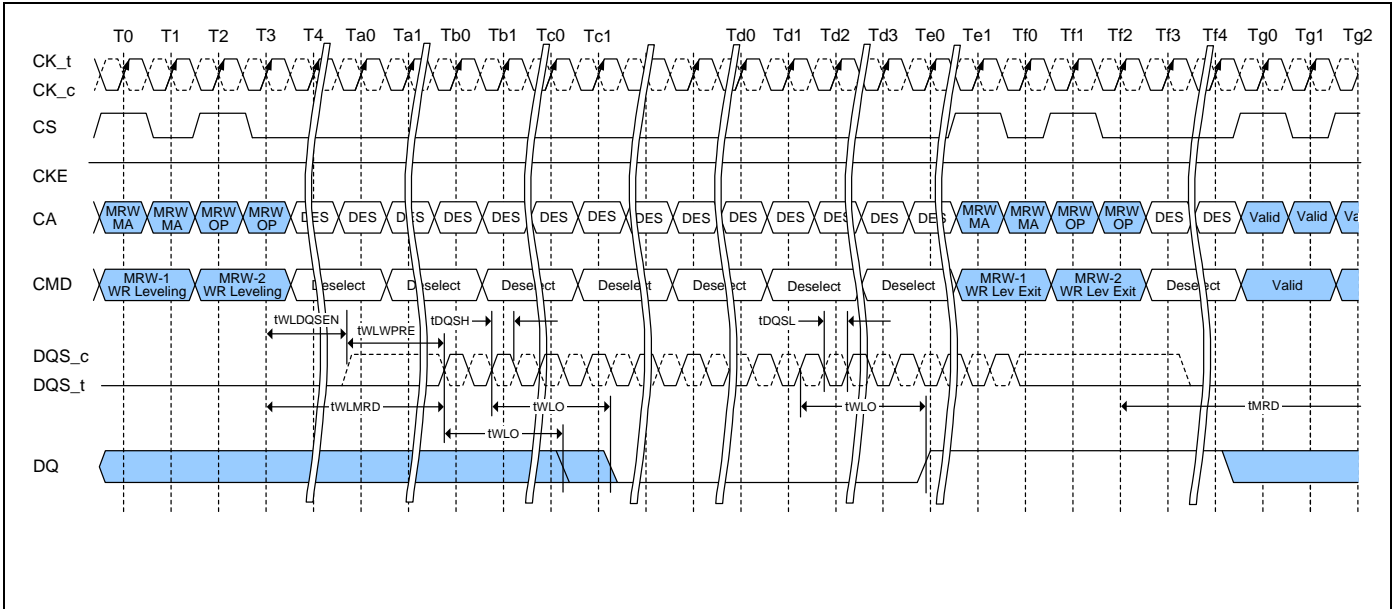 T0 T1 T2 T3 T4 Ta0 Ta1 Tb0 Tb1 Tc0 Tc1 Td0 Td1 Td2 Td3 Te0 Te1 Tf0 Tf1 Tf2 Tf3 Tf4 Tg0 Tg1 Tg2
CK_t
CK_c
CS
CKE
CA MRW MA MRW MA MRW OP MRW OP DES DES DES DES DES DES DES DES DES DES DES DES DES DES MRW MA MRW MA MRW OP MRW OP DES DES Valid Valid Va
CMD MRW-1 WR Leveling MRW-2 WR Leveling Deselect Deselect Deselect Deselect Deselect Deselect Deselect MRW-1 WR Lev Exit MRW-2 WR Lev Exit Deselect Valid
tWLDQSEN tWLWPRE tDQSH tDQSL
DQS_c
DQS_t
tWLMRD tWLO tWLO tMRD
tWLO
DQ